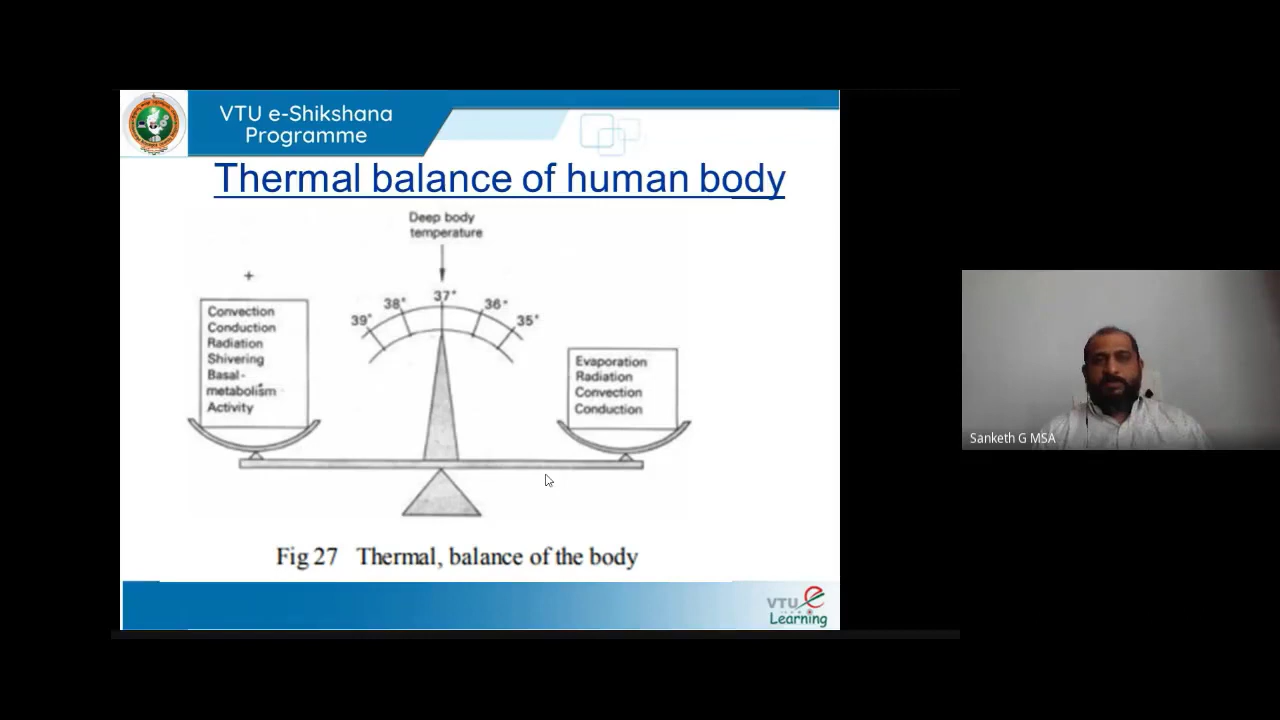 VTU e-Shikshana
Programme
Thermal balance of human body
Deep body
temperature
+
39° 38° 37° 36° 35°
Convection
Conduction
Radiation
Shivering
Basal-
metabolism
Activity
Evaporation
Radiation
Convection
Conduction
Fig 27 Thermal, balance of the body
VTU e
Learning
Sanketh G MSA